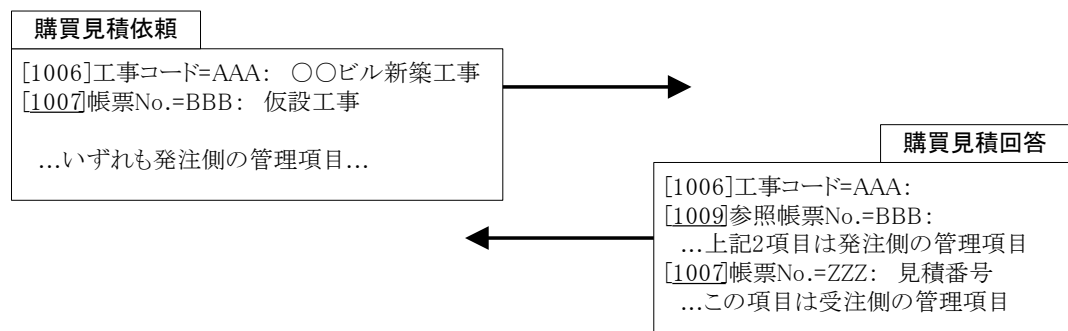 購買見積依頼
[1006]工事コード=AAA: ○○ビル新築工事
[1007]帳票No.=BBB: 仮設工事
…いずれも発注側の管理項目…
購買見積回答
[1006]工事コード=AAA:
[1009]参照帳票No.=BBB:
…上記2項目は発注側の管理項目
[1007]帳票No.=ZZZ: 見積番号
…この項目は受注側の管理項目